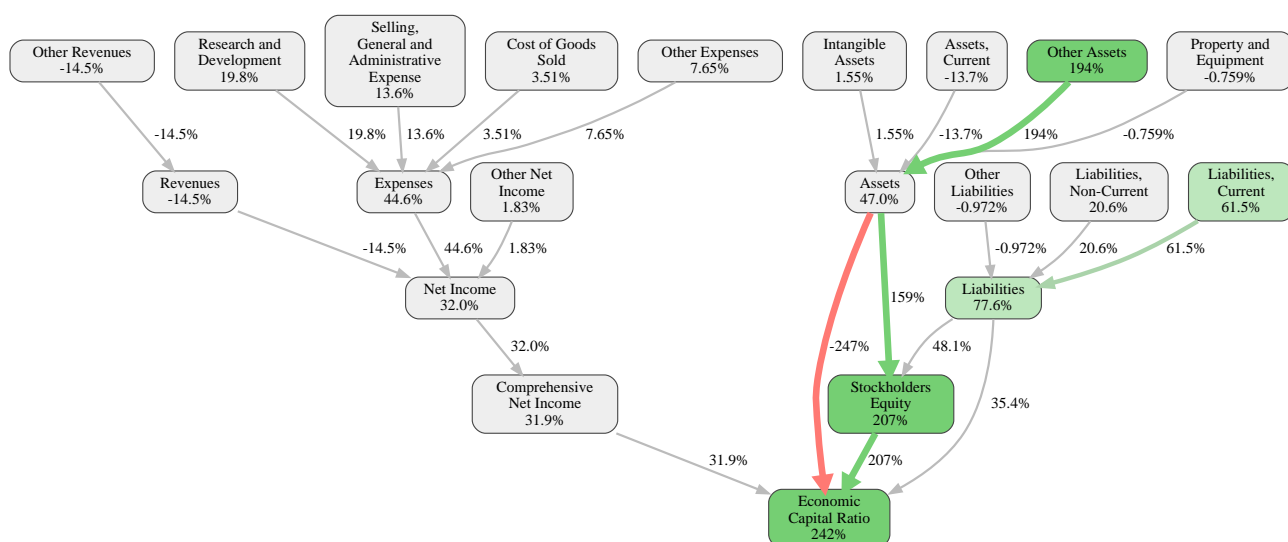 Other Revenues
-14.5%
Research and
Development
19.8%
Selling,
General and
Administrative
Expense
13.6%
Cost of Goods
Sold
3.51%
Other Expenses
7.65%
Intangible
Assets
1.55%
Assets,
Current
-13.7%
Other Assets
194%
Property and
Equipment
-0.759%
-14.5%
19.8%
13.6%
3.51%
7.65%
1.55%
-13.7%
194%
-0.759%
Revenues
-14.5%
Expenses
44.6%
Other Net
Income
1.83%
Assets
47.0%
Other
Liabilities
-0.972%
Liabilities,
Non-Current
20.6%
Liabilities,
Current
61.5%
-14.5%
44.6%
1.83%
-0.972%
20.6%
61.5%
Net Income
32.0%
159%
Liabilities
77.6%
32.0%
-247%
48.1%
Comprehensive
Net Income
31.9%
Stockholders
Equity
207%
35.4%
31.9%
207%
Economic
Capital Ratio
242%